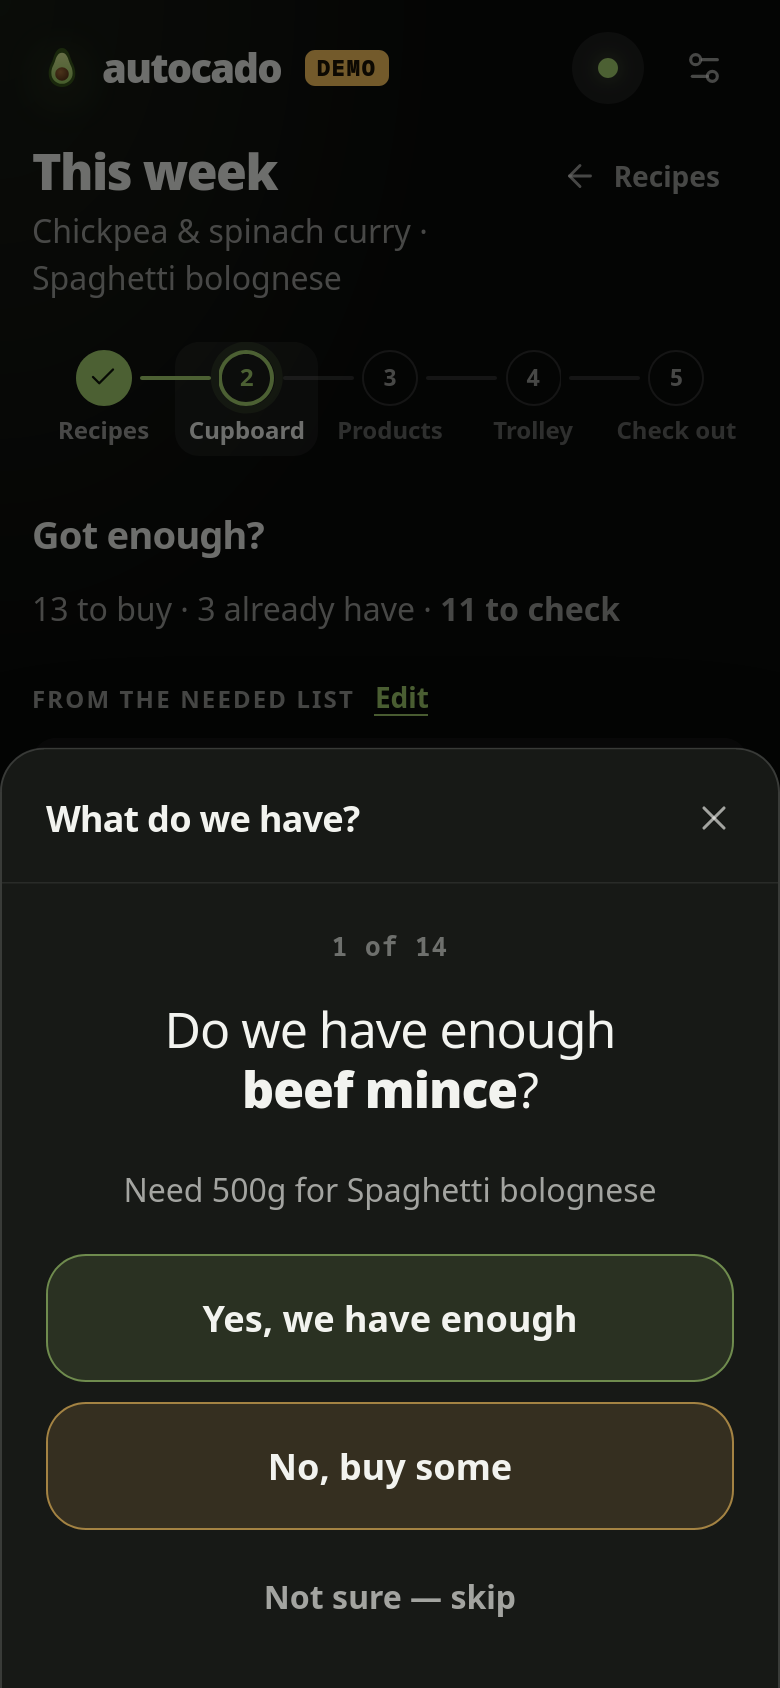 autocado DEMO
This week
← Recipes
Chickpea & spinach curry ·
Spaghetti bolognese
2 3 4 5
Recipes Cupboard Products Trolley Check out
Got enough?
13 to buy · 3 already have · 11 to check
FROM THE NEEDED LIST Edit
What do we have?
1 of 14
Do we have enough
beef mince?
Need 500g for Spaghetti bolognese
Yes, we have enough
No, buy some
Not sure — skip